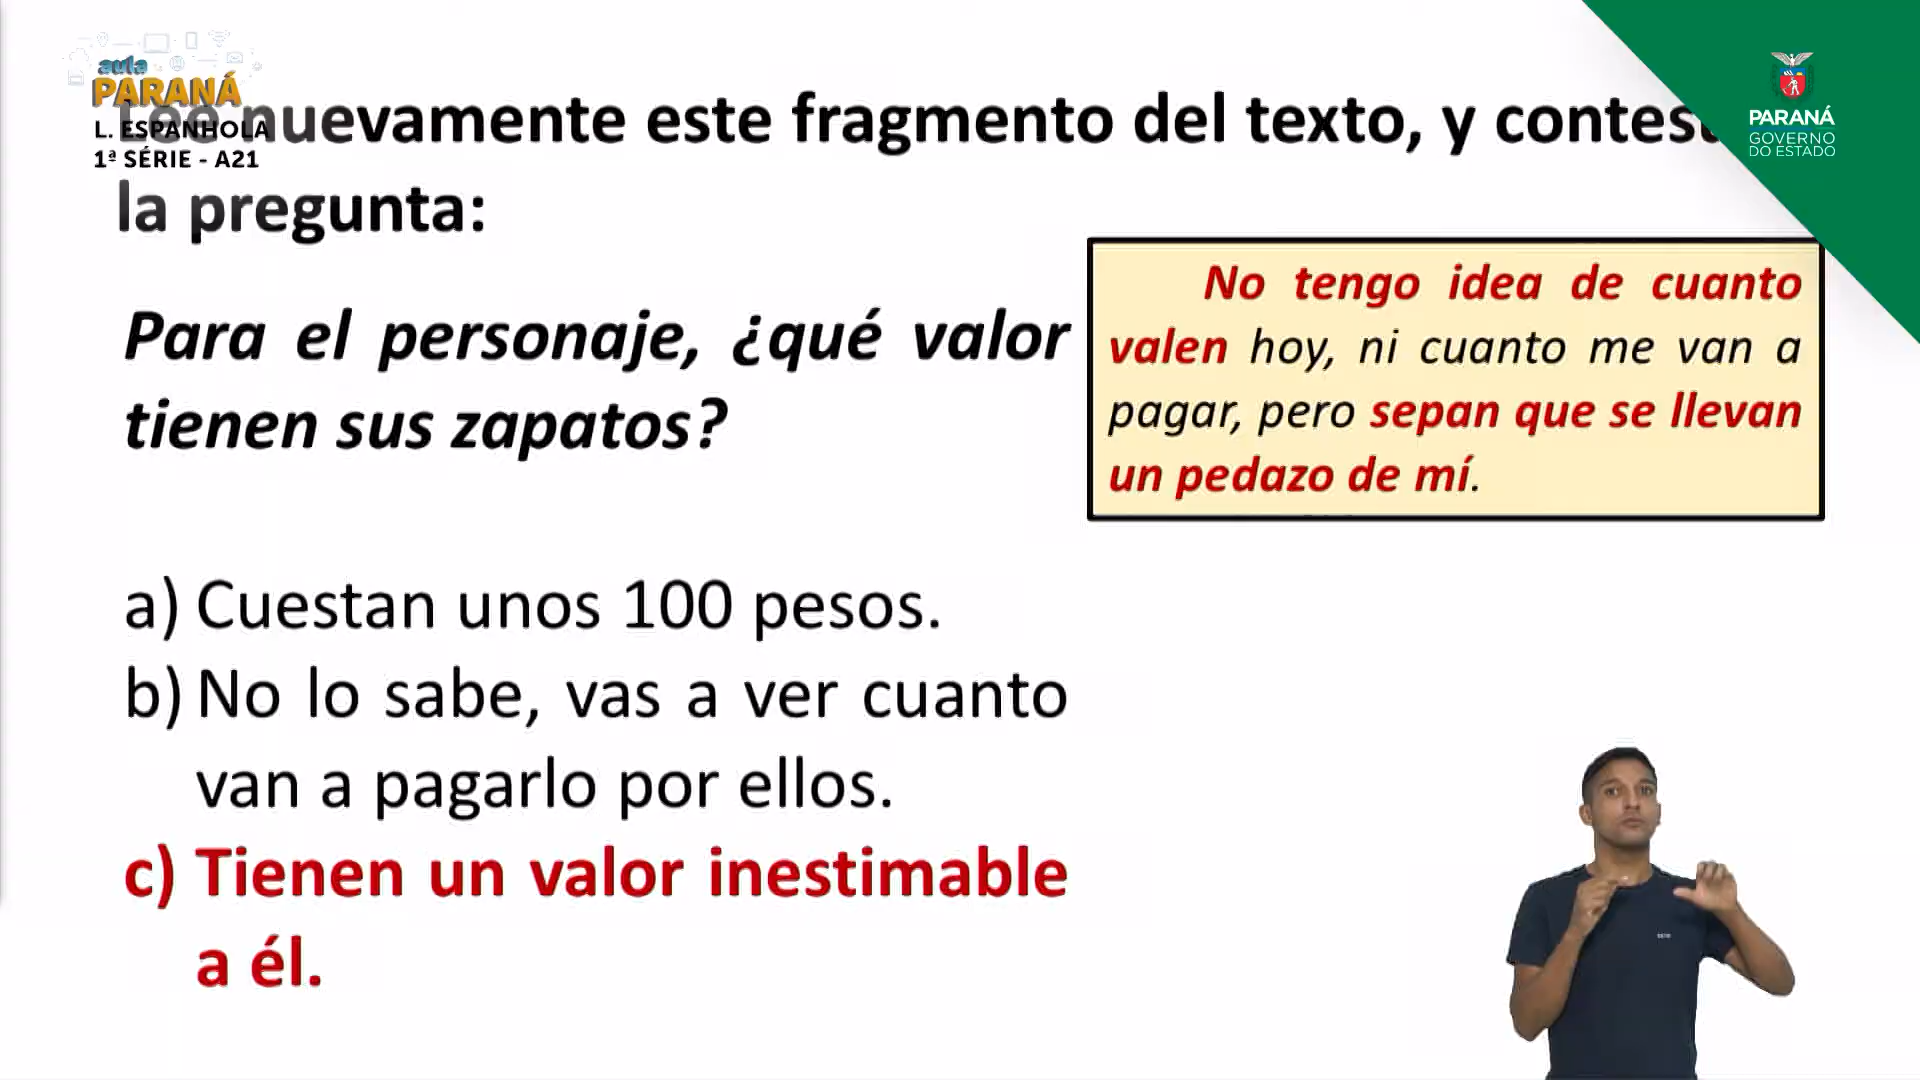 aula
PARANÁ
L. ESPANHOLA
1ª SÉRIE - A21
PARANÁ
GOVERNO
DO ESTADO
Lee nuevamente este fragmento del texto, y
la pregunta:
Para el personaje, ¿qué valor
tienen sus zapatos?
No tengo idea de cuanto
valen hoy, ni cuanto me van a
pagar, pero sepan que se llevan
un pedazo de mí.
a) Cuestan unos 100 pesos.
b) No lo sabe, vas a ver cuanto
van a pagarlo por ellos.
c) Tienen un valor inestimable
a él.